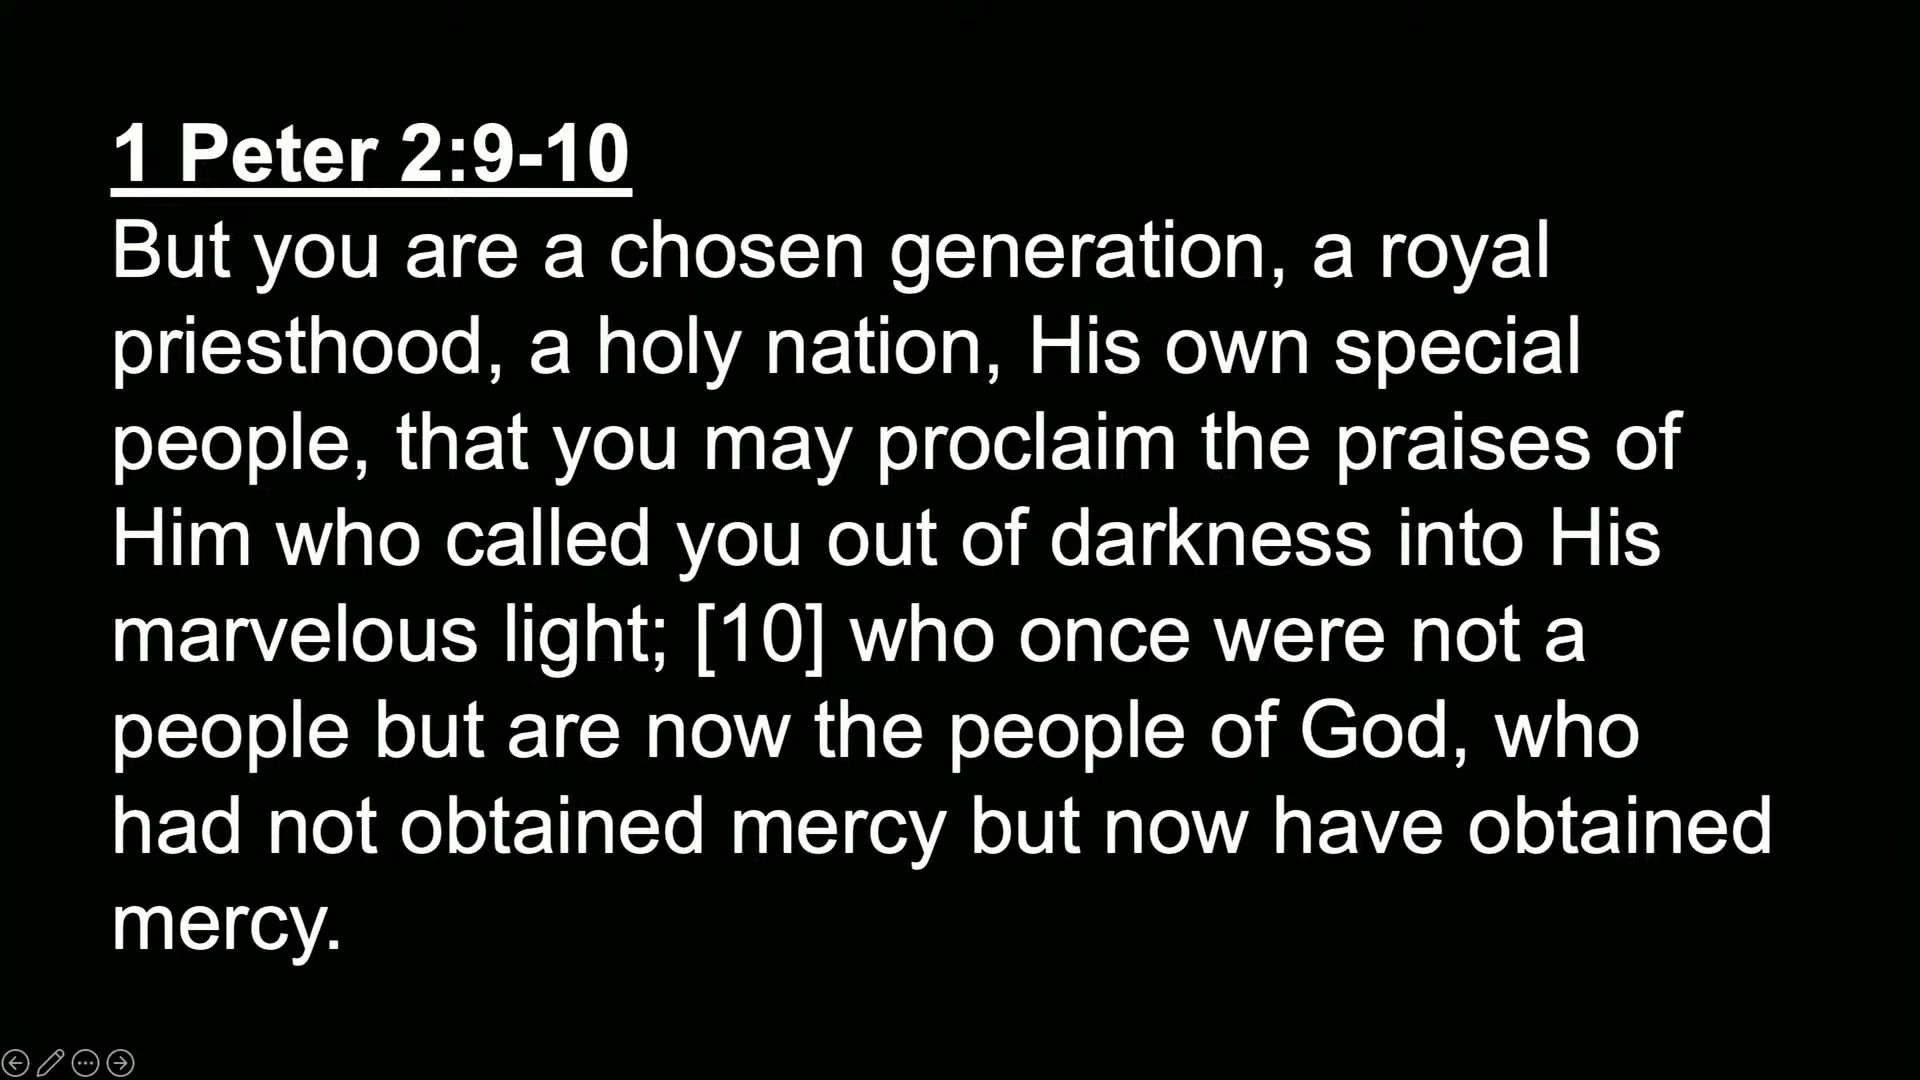 1 Peter 2:9-10
But you are a chosen generation, a royal
priesthood, a holy nation, His own special
people, that you may proclaim the praises of
Him who called you out of darkness into His
marvelous light; [10] who once were not a
people but are now the people of God, who
had not obtained mercy but now have obtained
mercy.